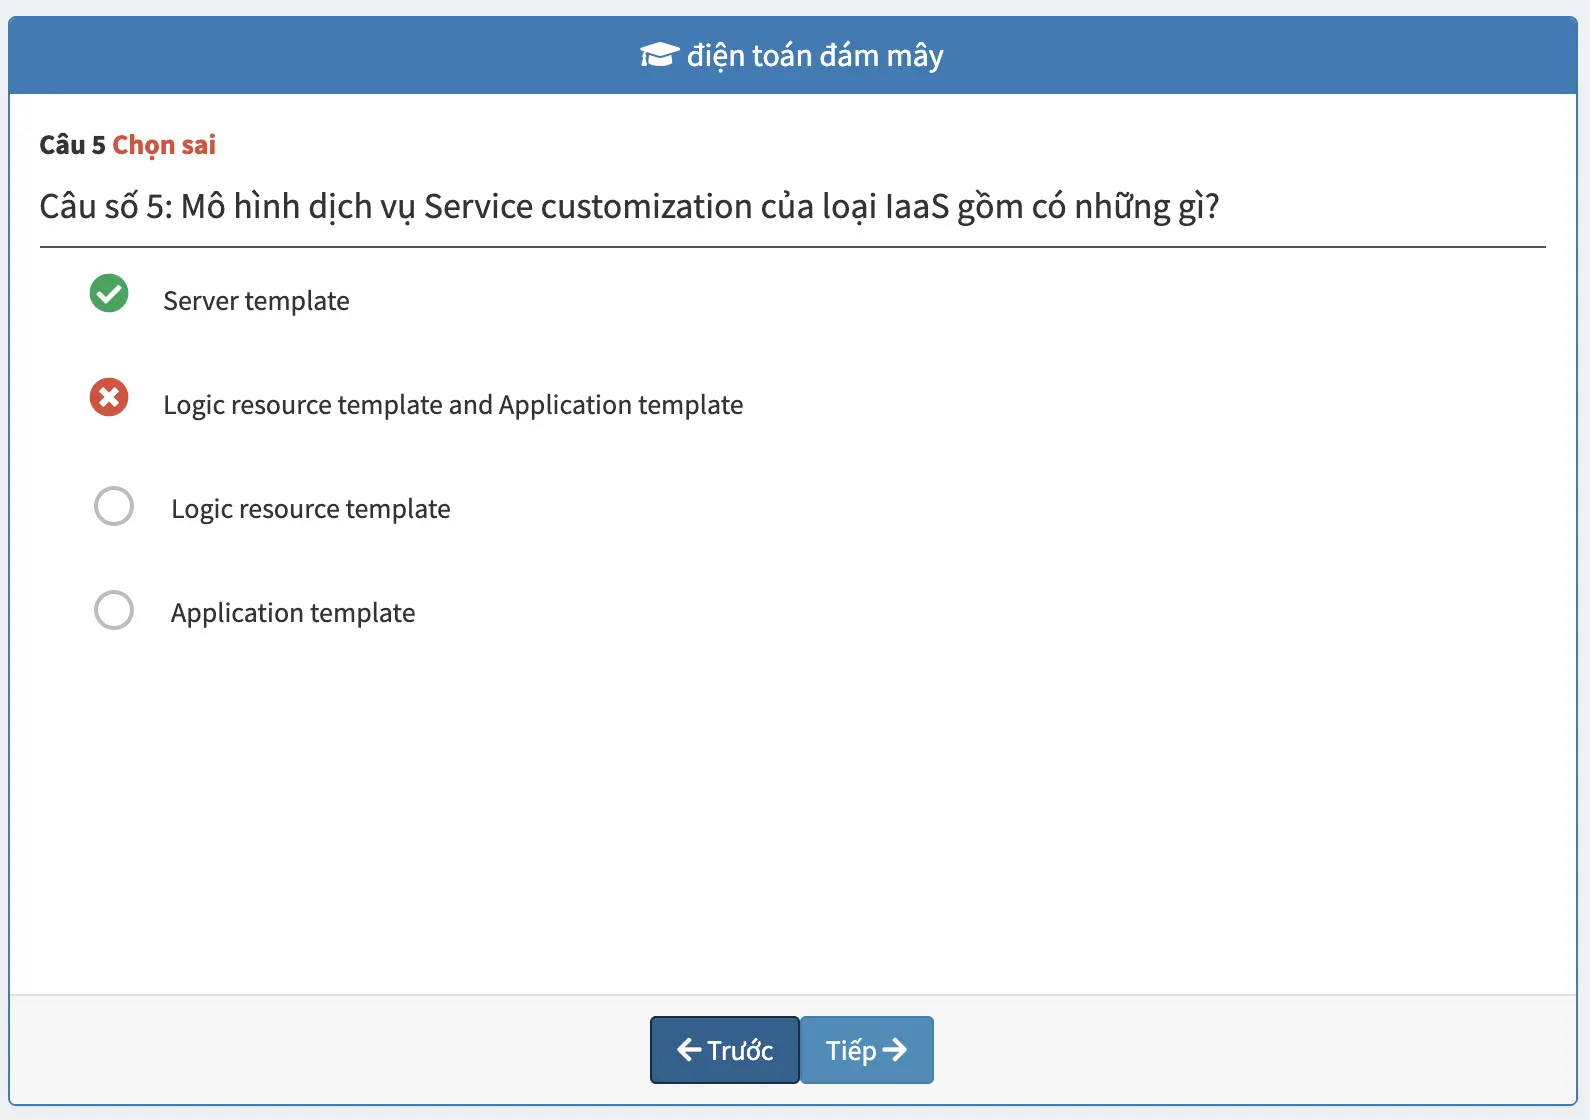 điện toán đám mây
Câu 5 Chọn sai
Câu số 5: Mô hình dịch vụ Service customization của loại IaaS gồm có những gì?
Server template
Logic resource template and Application template
Logic resource template
Application template
Trước
Tiếp